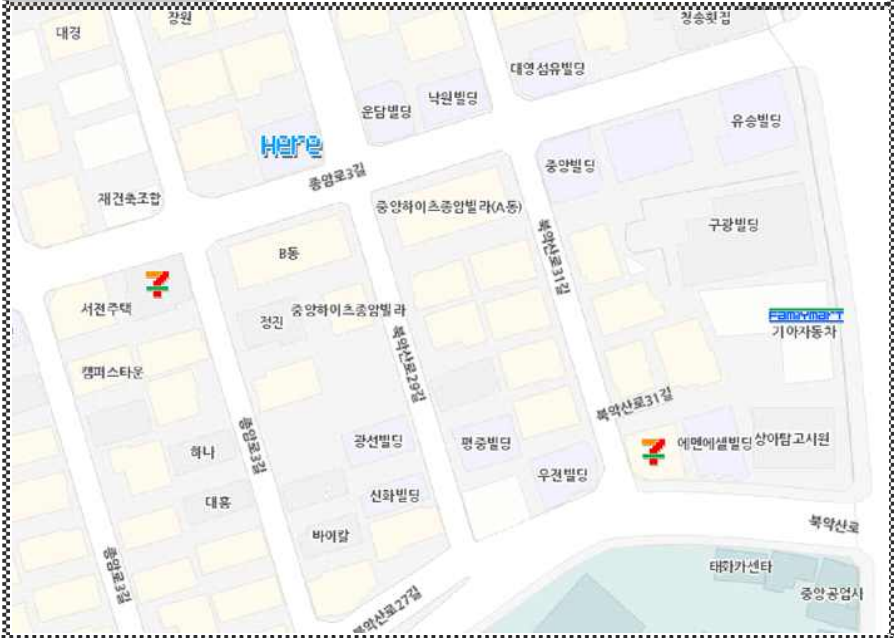 대경
장원
청송횟집
대영섬유빌딩
운담빌딩
낙원빌딩
유승빌딩
Here
중앙빌딩
종암로3길
재건축조합
중앙하이츠종암빌라(A동)
구광빌딩
B동
북악산로31길
서전주택
7
정진
중앙하이츠종암빌라
FamilyMart
기아자동차
캠퍼스타운
북악산로29길
북악산로31길
하나
종암로3길
광선빌딩
평중빌딩
7
에멘에셀빌딩
상아탑고시원
우전빌딩
대흥
신화빌딩
바이칼
북악산로
종암로3길
태화카센타
중앙공업사
북악산로27길